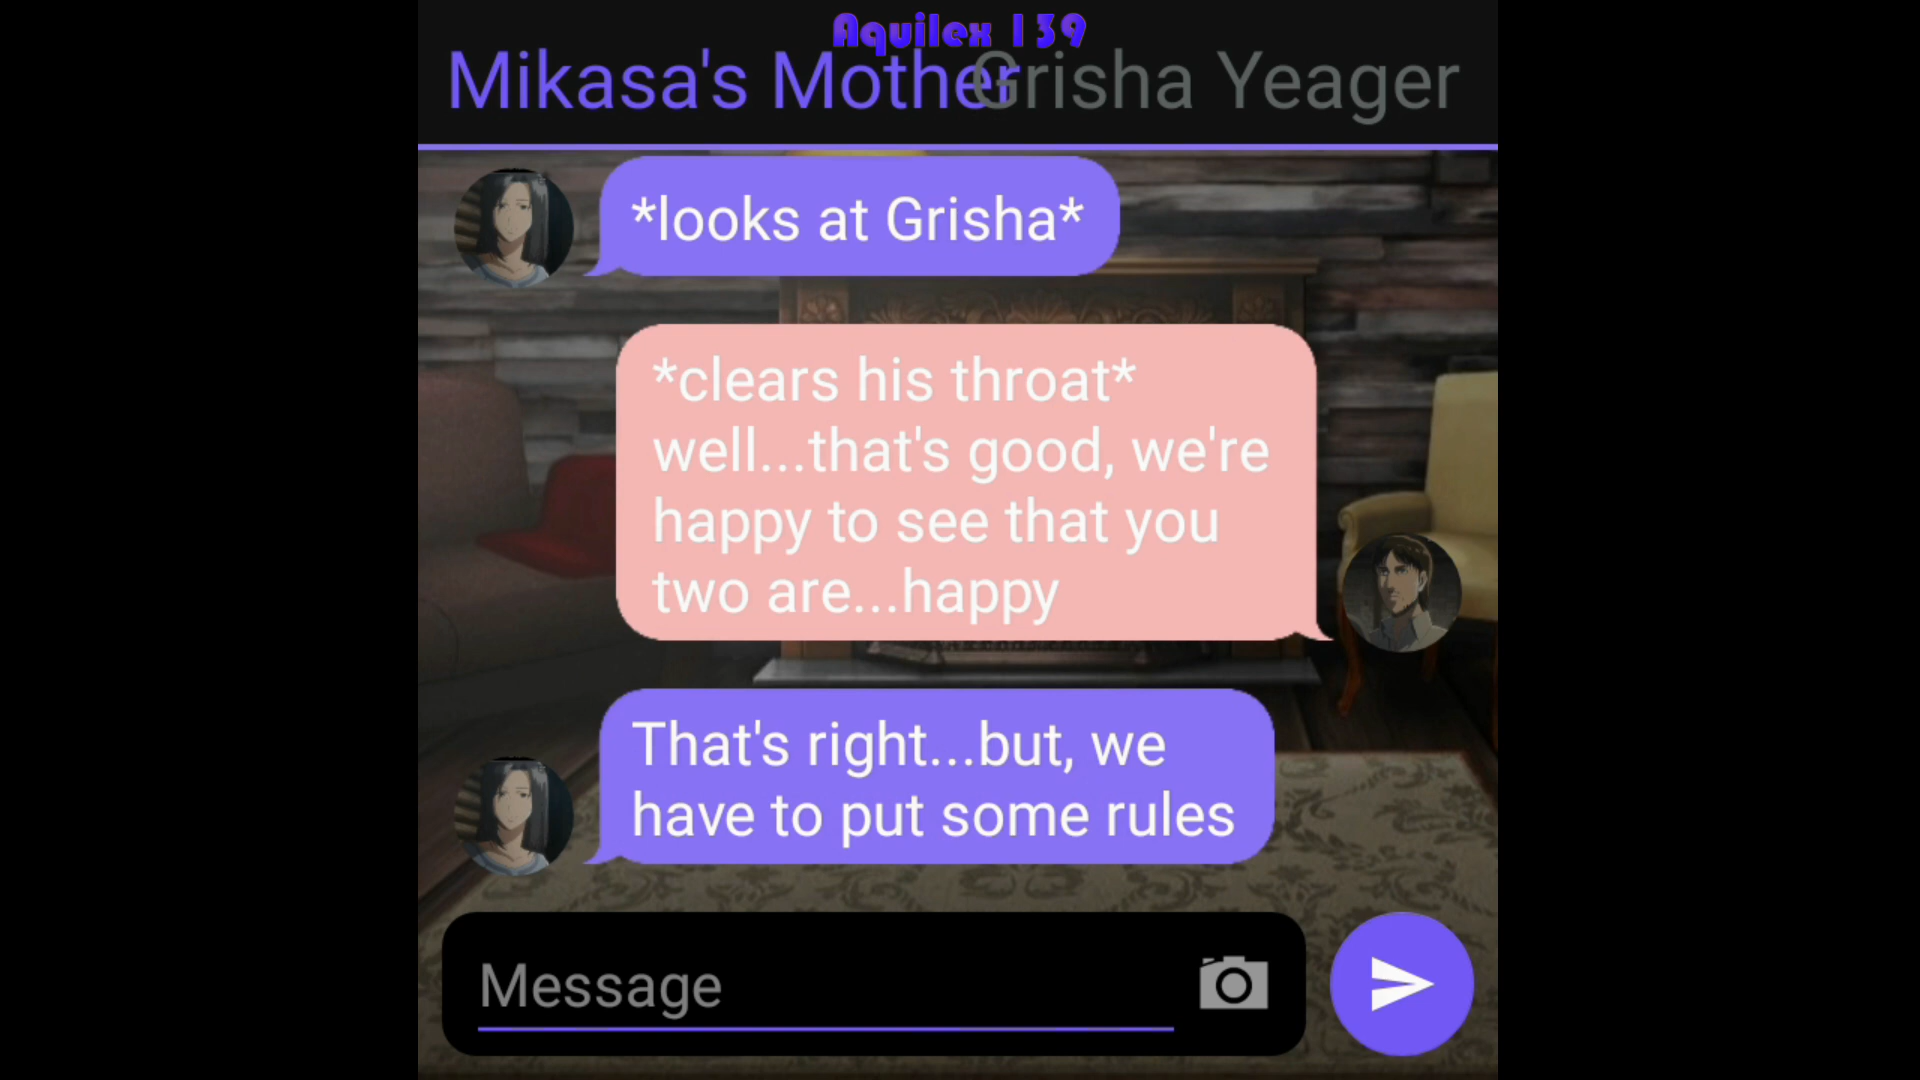 Aquilex 139
Mikasa's Mother Grisha Yeager
*looks at Grisha*
*clears his throat*
well...that's good, we're
happy to see that you
two are...happy
That's right...but, we
have to put some rules
Message